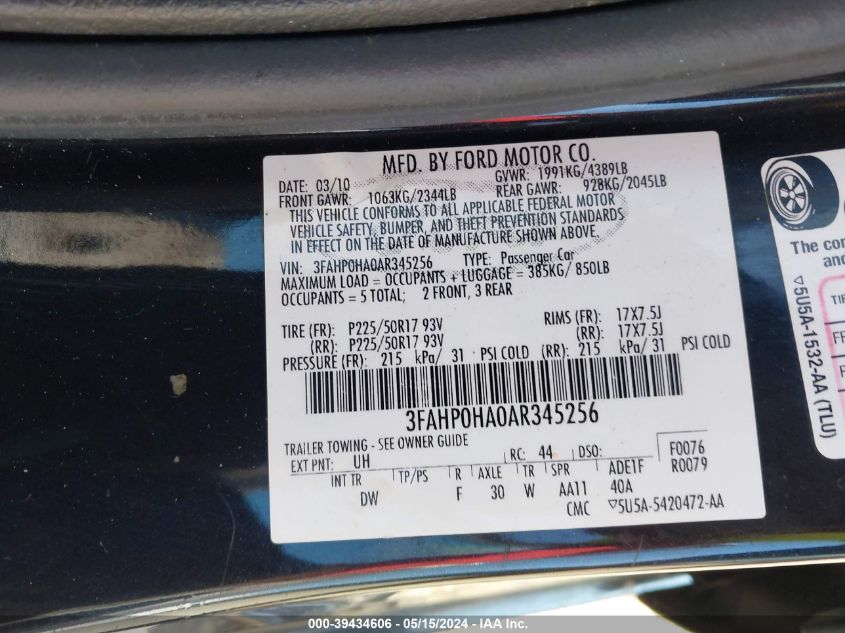 MFD. BY FORD MOTOR CO.
DATE: 03/10 GVWR: 1991KG/4389LB
FRONT GAWR: 1063KG/2344LB REAR GAWR: 928KG/2045LB
THIS VEHICLE CONFORMS TO ALL APPLICABLE FEDERAL MOTOR
VEHICLE SAFETY, BUMPER, AND THEFT PREVENTION STANDARDS
IN EFFECT ON THE DATE OF MANUFACTURE SHOWN ABOVE.
VIN: 3FAHP0HA0AR345256 TYPE: Passenger Car
MAXIMUM LOAD = OCCUPANTS + LUGGAGE = 385KG/ 850LB
OCCUPANTS = 5 TOTAL; 2 FRONT, 3 REAR
TIRE (FR): P225/50R17 93V RIMS (FR): 17X7.5J
(RR): P225/50R17 93V (RR): 17X7.5J
PRESSURE (FR): 215 kPa/ 31 PSI COLD (RR): 215 kPa/ 31 PSI COLD
3FAHP0HA0AR345256
TRAILER TOWING - SEE OWNER GUIDE
EXT PNT: UH RC: 44 DSO: F0076
R0079
INT TR TP/PS R AXLE TR SPR ADE1F
DW F 30 W AA11 40A
CMC ▽5U5A-5420472-AA
The co
and
▽5U5A-1532-AA (TLU)
000-39434606 - 05/15/2024 - IAA Inc.